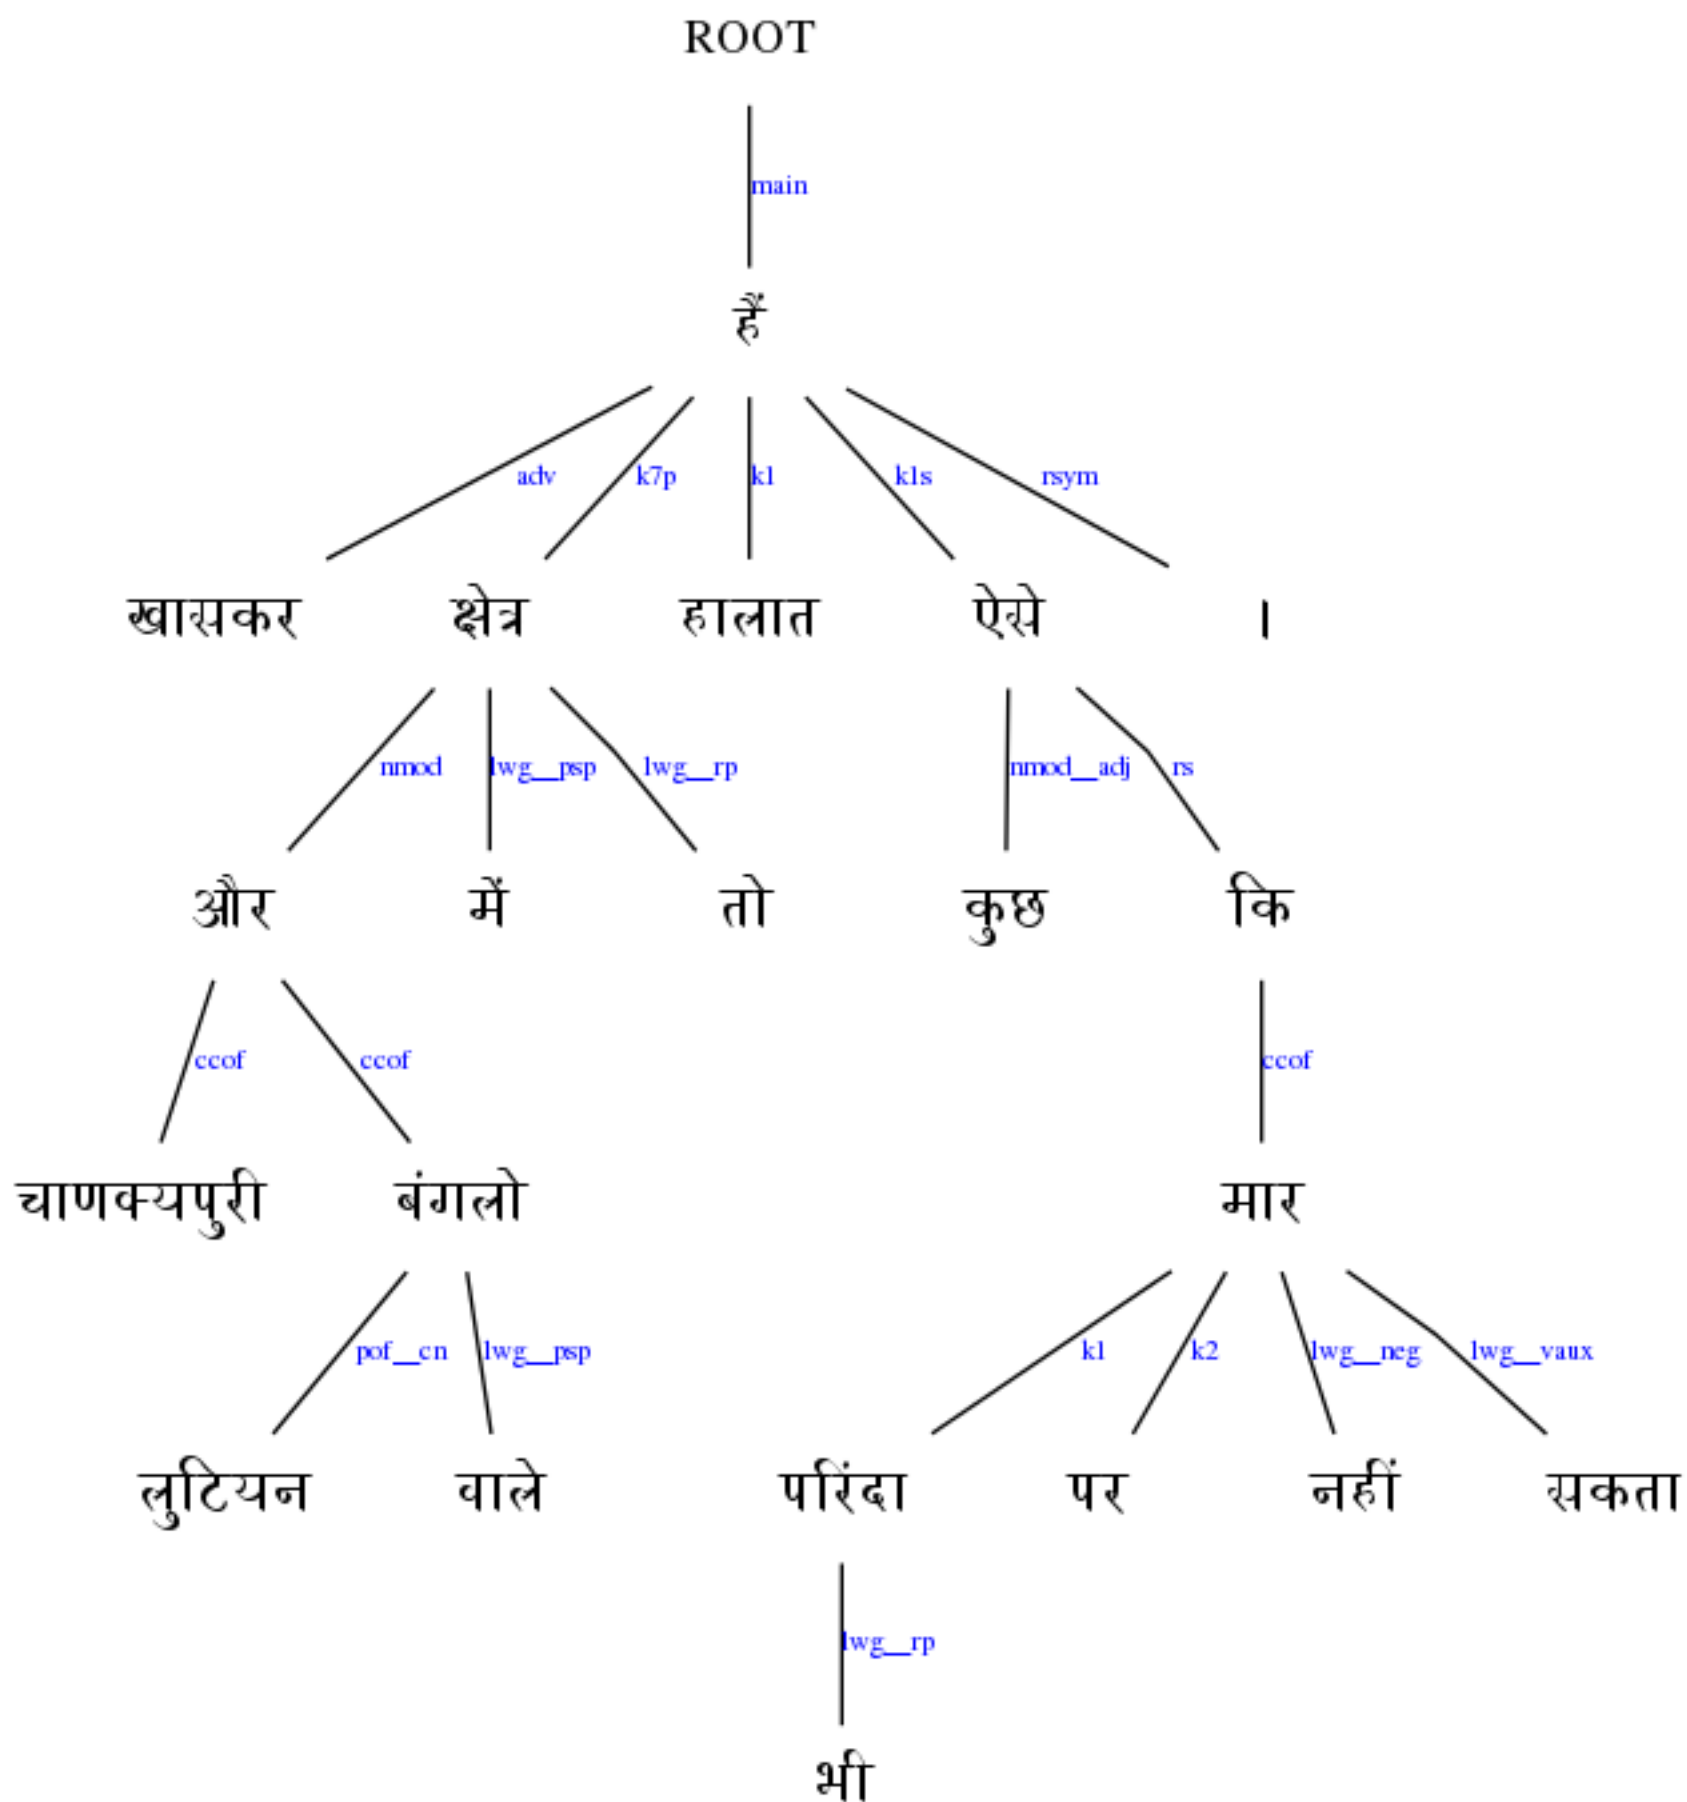 ROOT
main
हैं
adv k7p k1 k1s rsym
खासकर क्षेत्र हालात ऐसे ।
nmod lwg__psp lwg__rp nmod__adj rs
और में तो कुछ कि
ccof ccof ccof
चाणक्यपुरी बंगलो मार
pof__cn lwg__psp k1 k2 lwg__neg lwg__vaux
लुटियन वाले परिंदा पर नहीं सकता
lwg__rp
भी